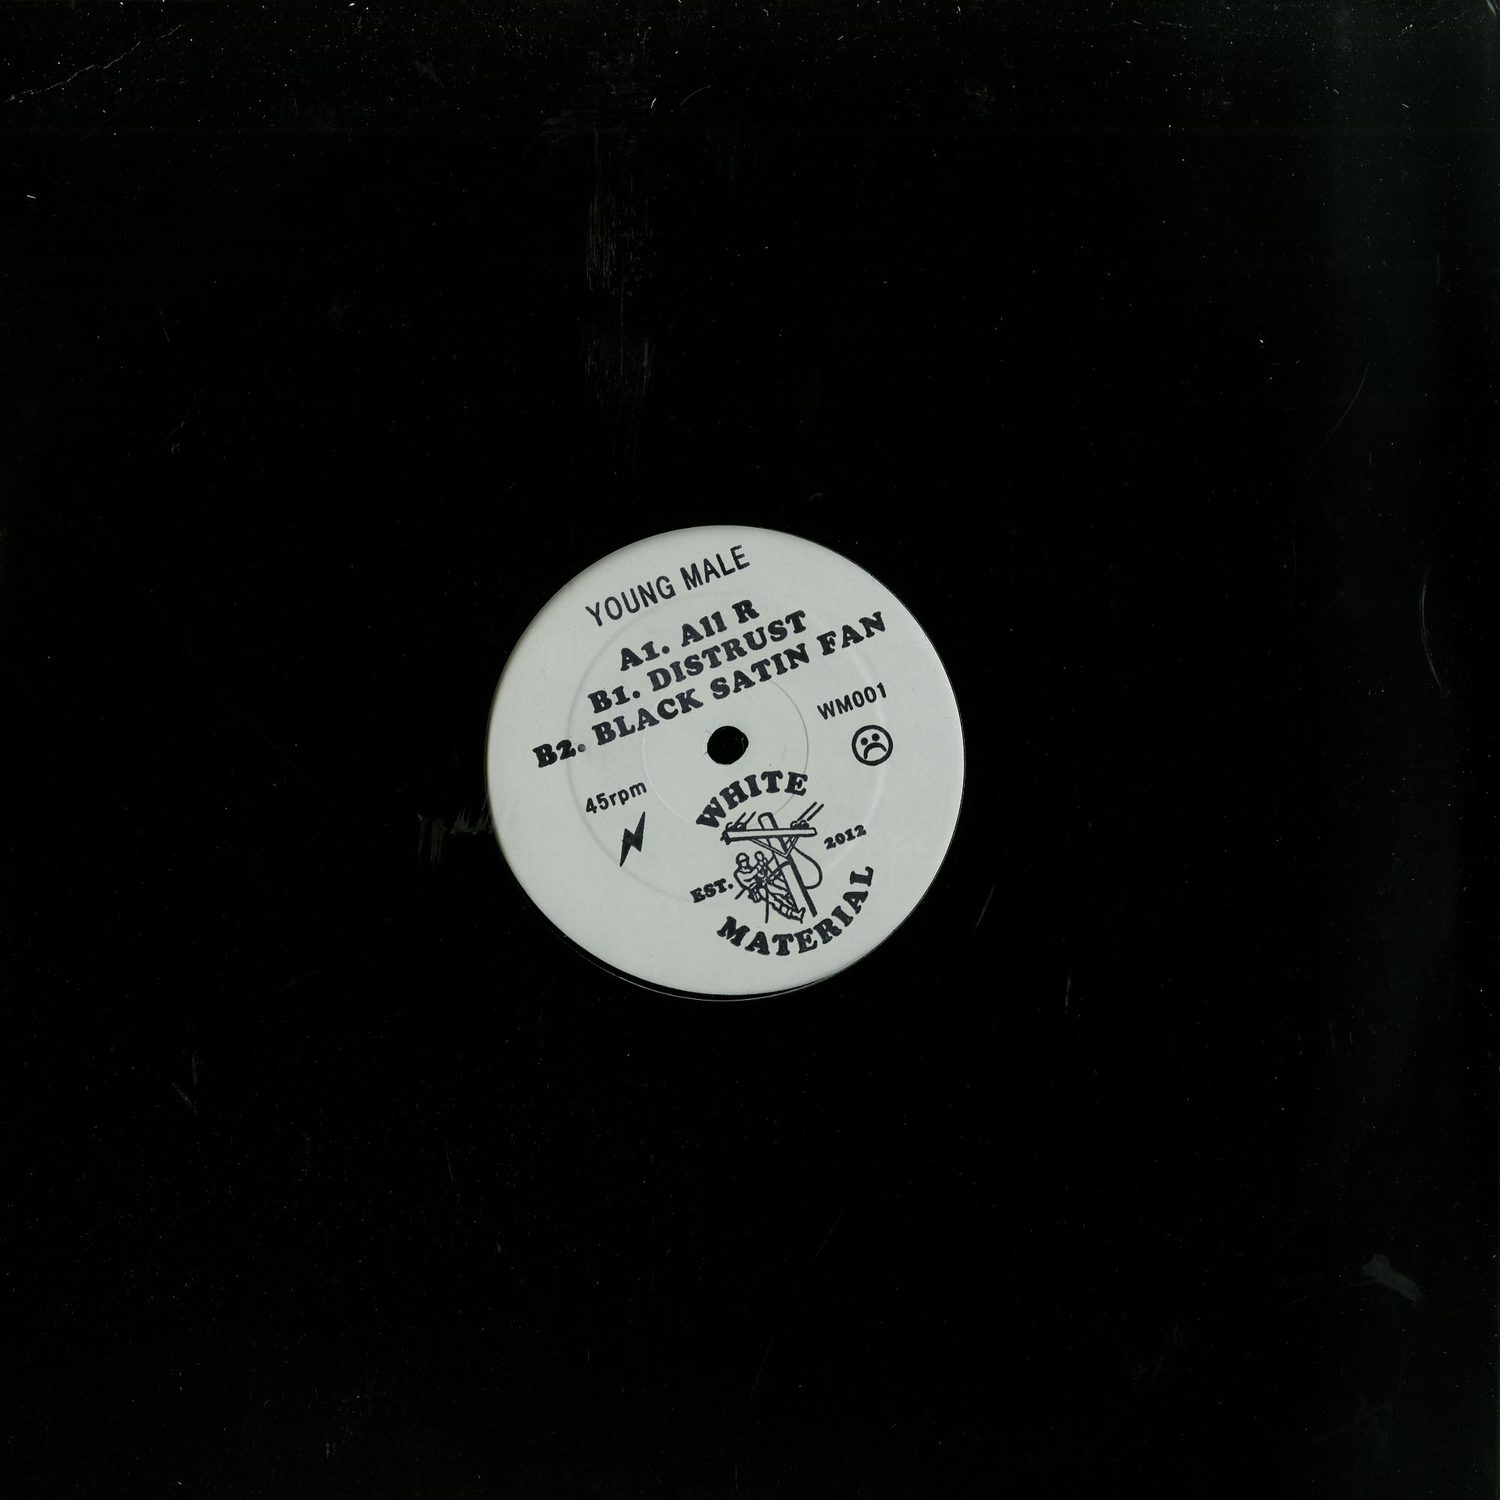 YOUNG MALE
A1. All R
B1. DISTRUST
B2. BLACK SATIN FAN
WM001
45rpm
WHITE
EST. 2012
MATERIAL